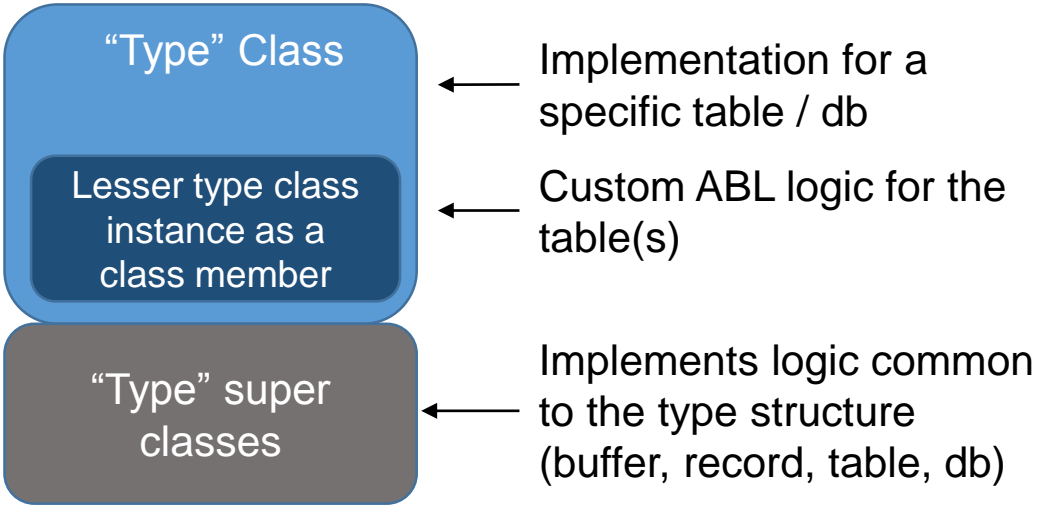 “Type” Class
Implementation for a
specific table / db
Lesser type class
instance as a
class member
Custom ABL logic for the
table(s)
“Type” super
classes
Implements logic common
to the type structure
(buffer, record, table, db)